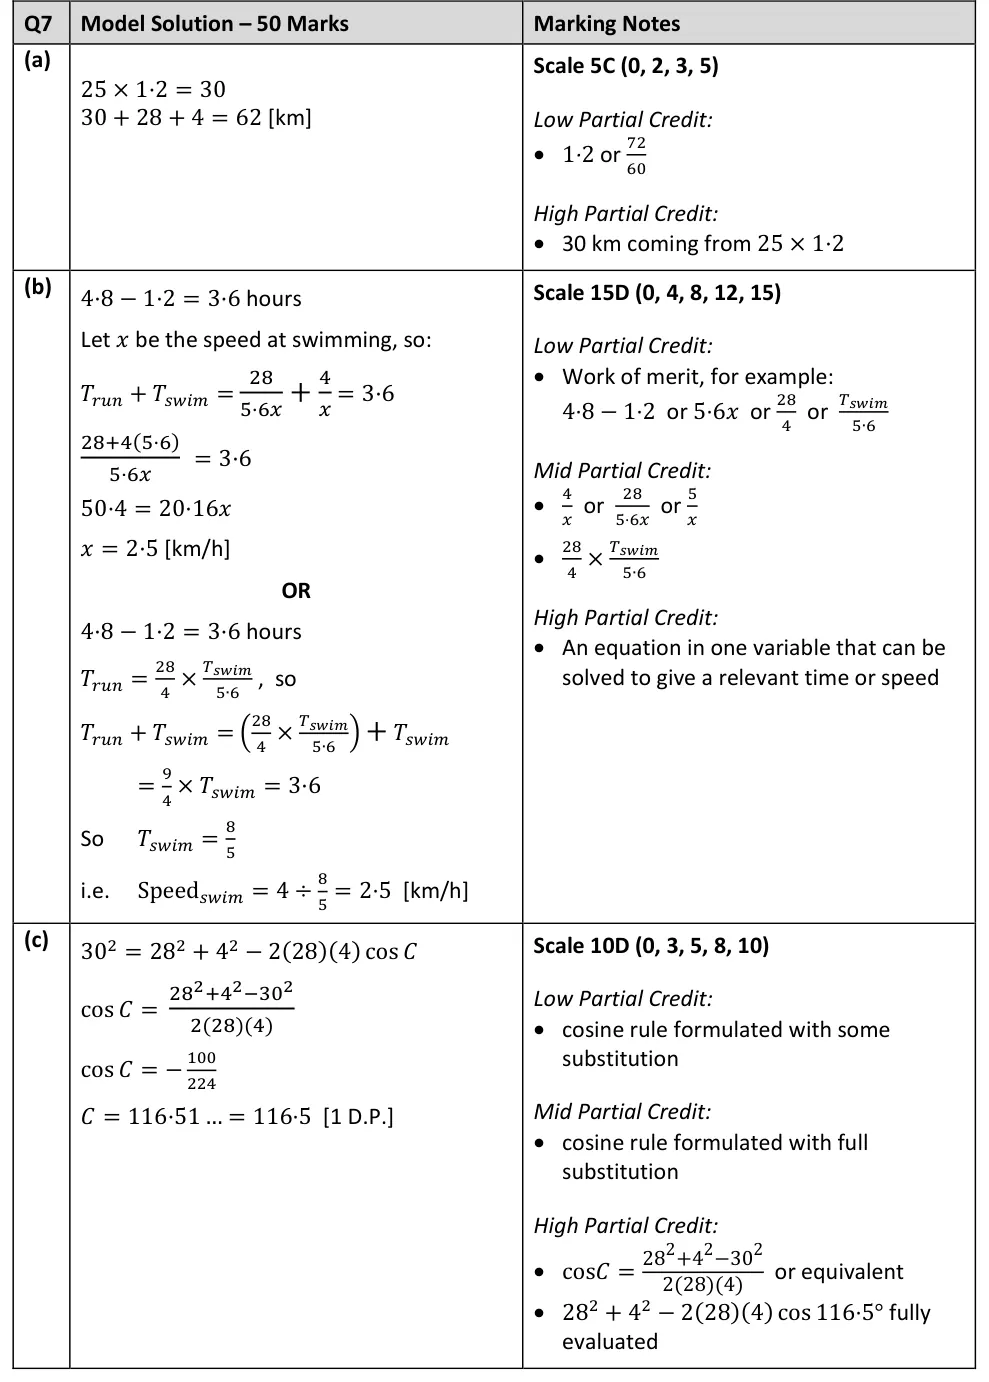 Q7 Model Solution – 50 Marks Marking Notes
(a)
25 × 1·2 = 30
30 + 28 + 4 = 62 [km]
Scale 5C (0, 2, 3, 5)
Low Partial Credit:
• 1·2 or 72/60
High Partial Credit:
• 30 km coming from 25 × 1·2
(b)
4·8 − 1·2 = 3·6 hours
Let 𝑥 be the speed at swimming, so:
T_run + T_swim = 28/5·6𝑥 + 4/𝑥 = 3·6
28+4(5·6)/5·6𝑥 = 3·6
50·4 = 20·16𝑥
𝑥 = 2·5 [km/h]
OR
4·8 − 1·2 = 3·6 hours
T_run = 28/4 × T_swim/5·6 , so
T_run + T_swim = (28/4 × T_swim/5·6) + T_swim
= 9/4 × T_swim = 3·6
So T_swim = 8/5
i.e. Speed_swim = 4 ÷ 8/5 = 2·5 [km/h]
Scale 15D (0, 4, 8, 12, 15)
Low Partial Credit:
• Work of merit, for example:
4·8 − 1·2 or 5·6𝑥 or 28/4 or T_swim/5·6
Mid Partial Credit:
• 4/𝑥 or 28/5·6𝑥 or 5/𝑥
• 28/4 × T_swim/5·6
High Partial Credit:
• An equation in one variable that can be
solved to give a relevant time or speed
(c)
30² = 28² + 4² − 2(28)(4) cos C
cos C = 28²+4²−30²/2(28)(4)
cos C = − 100/224
C = 116·51 … = 116·5 [1 D.P.]
Scale 10D (0, 3, 5, 8, 10)
Low Partial Credit:
• cosine rule formulated with some
substitution
Mid Partial Credit:
• cosine rule formulated with full
substitution
High Partial Credit:
• cosC = 28²+4²−30²/2(28)(4) or equivalent
• 28² + 4² − 2(28)(4) cos 116·5° fully
evaluated